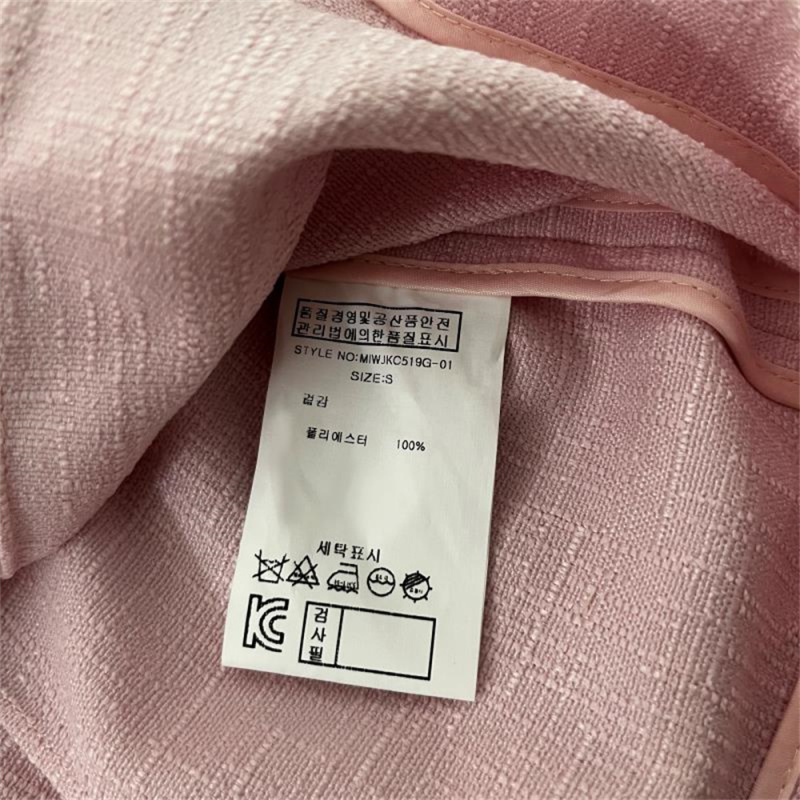 품질경영및공산품안전
관리법에의한품질표시
STYLE NO:MIWJKC519G-01
SIZE:S
겉감
폴리에스터 100%
세탁표시
KC
검사필